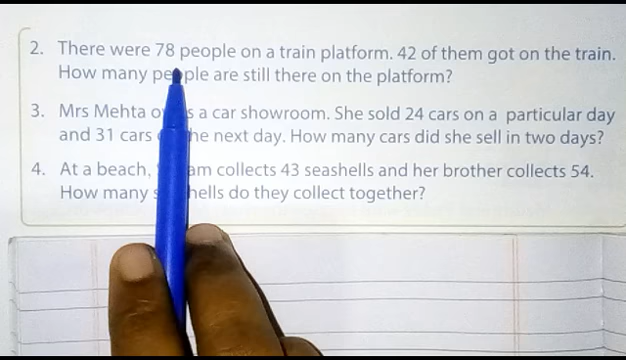 2. There were 78 people on a train platform. 42 of them got on the train.
How many people are still there on the platform?
3. Mrs Mehta a car showroom. She sold 24 cars on a particular day
and 31 cars the next day. How many cars did she sell in two days?
4. At a beach, collects 43 seashells and her brother collects 54.
How many do they collect together?